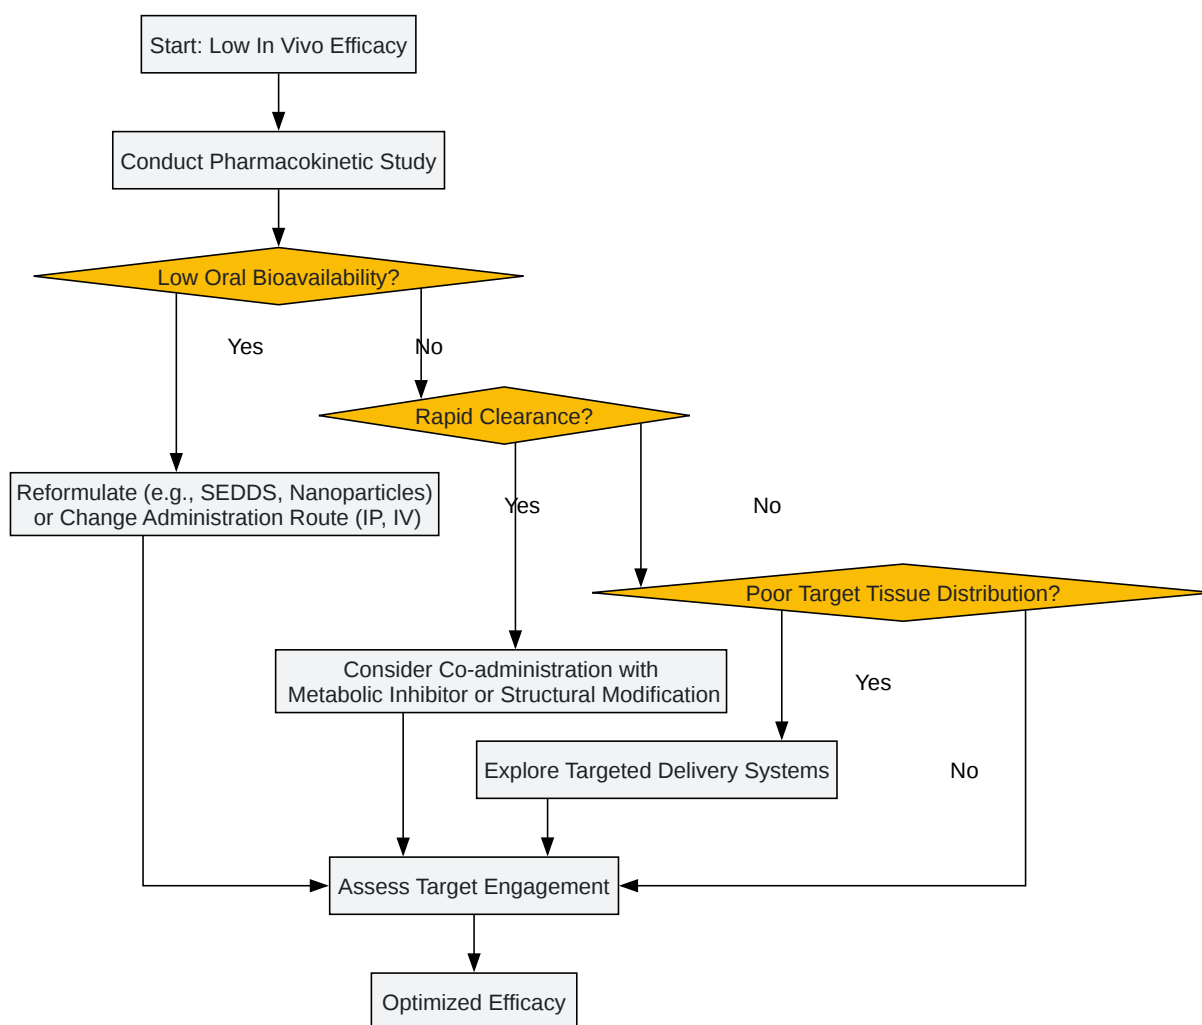 Start: Low In Vivo Efficacy
Conduct Pharmacokinetic Study
Low Oral Bioavailability?
Yes
No
Rapid Clearance?
Reformulate (e.g., SEDDS, Nanoparticles)
or Change Administration Route (IP, IV)
Yes
No
Poor Target Tissue Distribution?
Consider Co-administration with
Metabolic Inhibitor or Structural Modification
Yes
Explore Targeted Delivery Systems
No
Assess Target Engagement
Optimized Efficacy